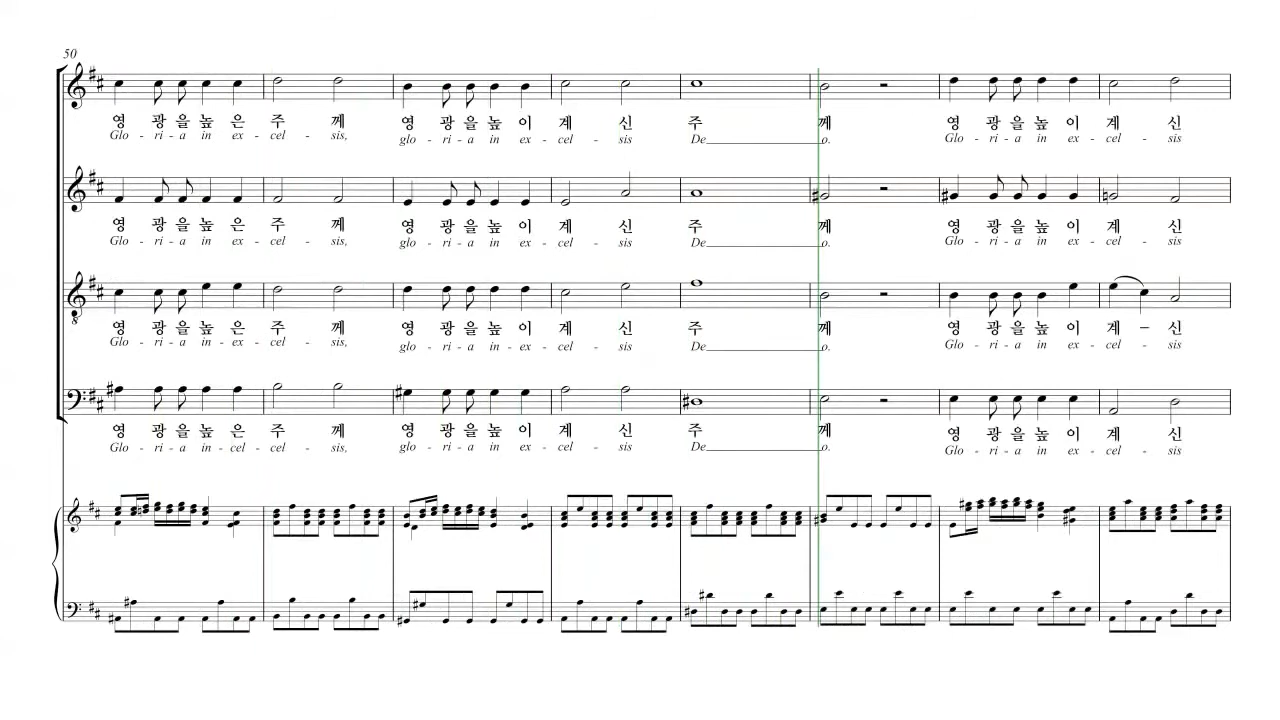 50
영 광 을 높 은 주 께 영 광 을 높 이 계 신 주 께 영 광 을 높 이 계 신
Glo - ri - a in ex - cel - sis, glo - ri - a in ex - cel - sis De____o. Glo - ri - a in ex - cel - sis
영 광 을 높 은 주 께 영 광 을 높 이 계 신 주 께 영 광 을 높 이 계 신
Glo - ri - a in ex - cel - sis, glo - ri - a in ex - cel - sis De____o. Glo - ri - a in ex - cel - sis
영 광 을 높 은 주 께 영 광 을 높 이 계 신 주 께 영 광 을 높 이 계 – 신
Glo - ri - a in - ex - cel - sis, glo - ri - a in - ex - cel - sis De____o. Glo - ri - a in ex - cel - sis
영 광 을 높 은 주 께 영 광 을 높 이 계 신 주 께 영 광 을 높 이 계 신
Glo - ri - a in - cel - cel - sis, glo - ri - a in ex - cel - sis De____o. Glo - ri - a in ex - cel - sis